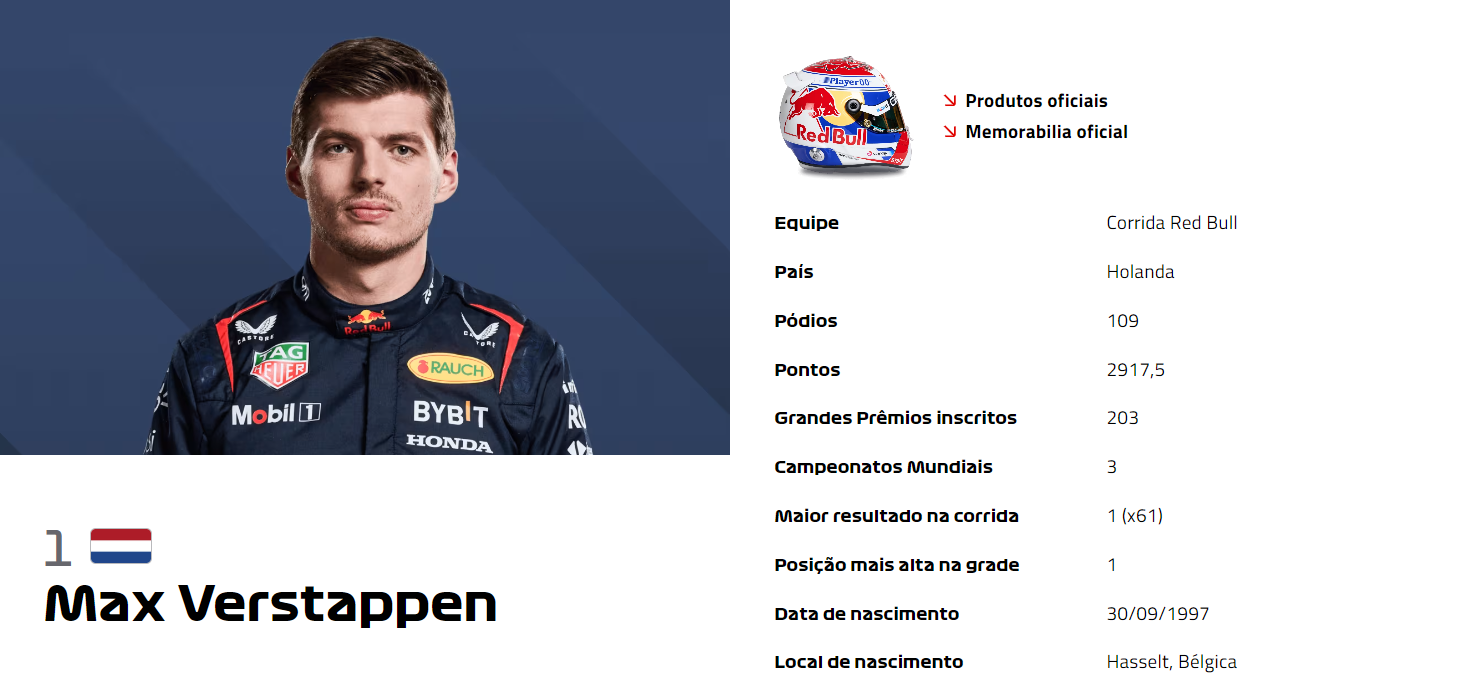 CASTORE
CASTORE
Red Bull
TAG
HEUER
RAUCH
Mobil 1
BYBIT
HONDA
1
Max Verstappen
Player00
Red Bull
Produtos oficiais
Memorabilia oficial
Equipe Corrida Red Bull
País Holanda
Pódios 109
Pontos 2917,5
Grandes Prêmios inscritos 203
Campeonatos Mundiais 3
Maior resultado na corrida 1 (x61)
Posição mais alta na grade 1
Data de nascimento 30/09/1997
Local de nascimento Hasselt, Bélgica